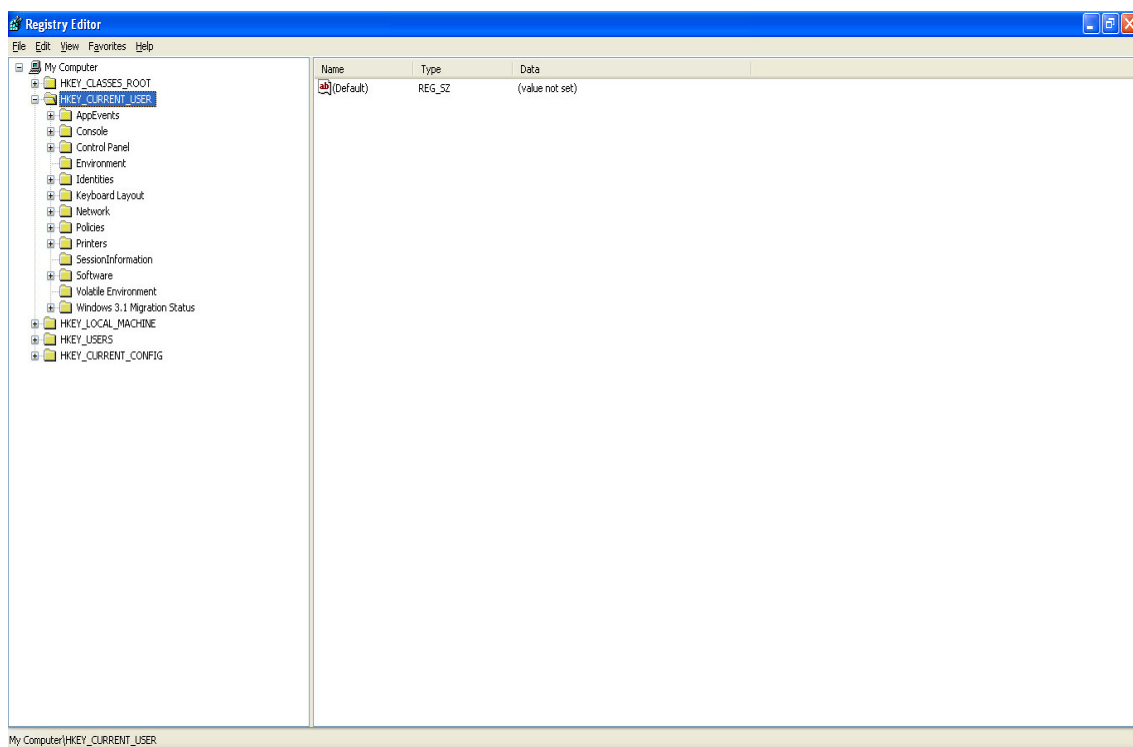 Registry Editor
File Edit View Favorites Help
My Computer
HKEY_CLASSES_ROOT
HKEY_CURRENT_USER
AppEvents
Console
Control Panel
Environment
Identities
Keyboard Layout
Network
Policies
Printers
SessionInformation
Software
Volatile Environment
Windows 3.1 Migration Status
HKEY_LOCAL_MACHINE
HKEY_USERS
HKEY_CURRENT_CONFIG
Name Type Data
ab (Default) REG_SZ (value not set)
My Computer\HKEY_CURRENT_USER